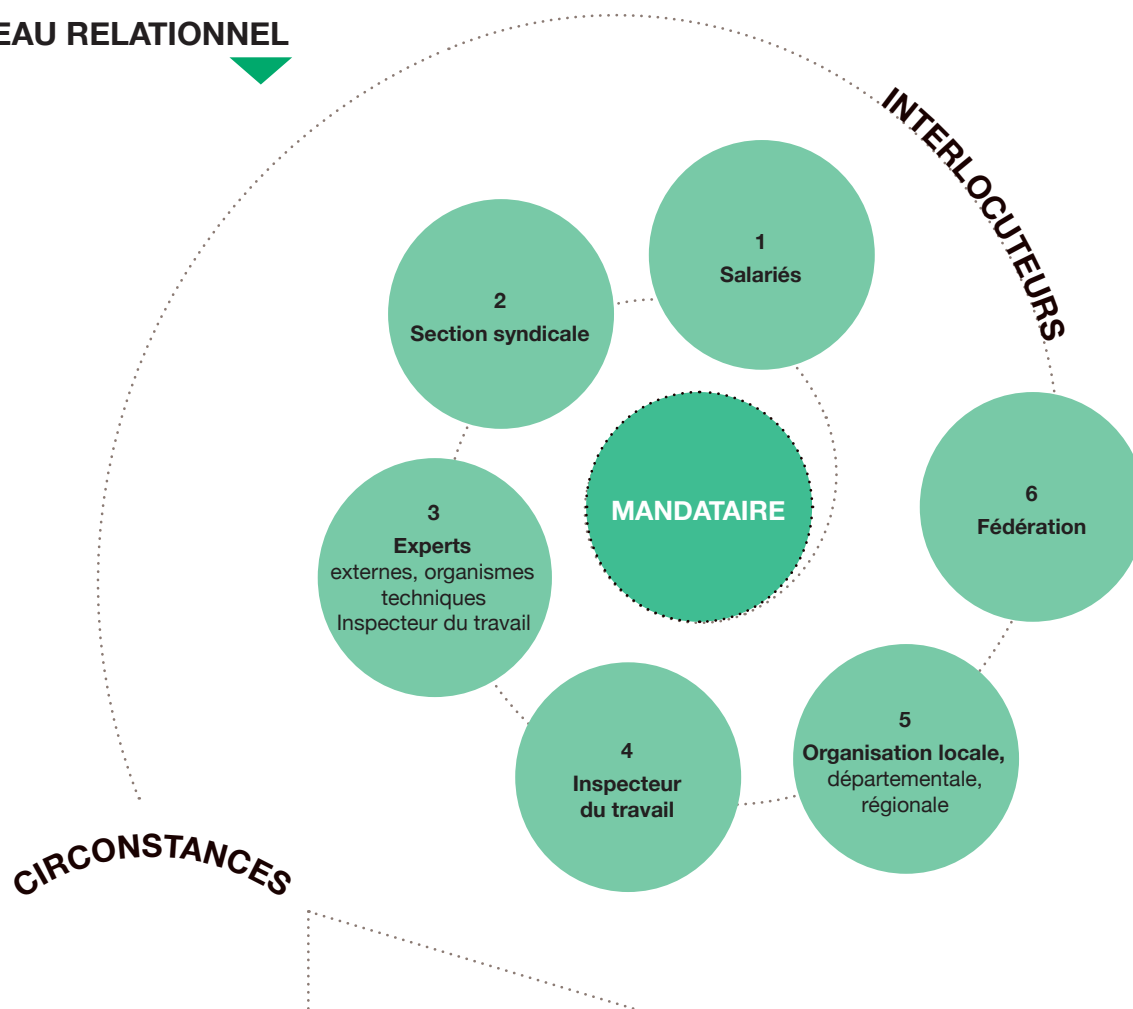 EAU RELATIONNEL
INTERLOCUTEURS
1
Salariés
2
Section syndicale
MANDATAIRE
3
Experts
externes, organismes
techniques
Inspecteur du travail
4
Inspecteur
du travail
5
Organisation locale,
départementale,
régionale
6
Fédération
CIRCONSTANCES